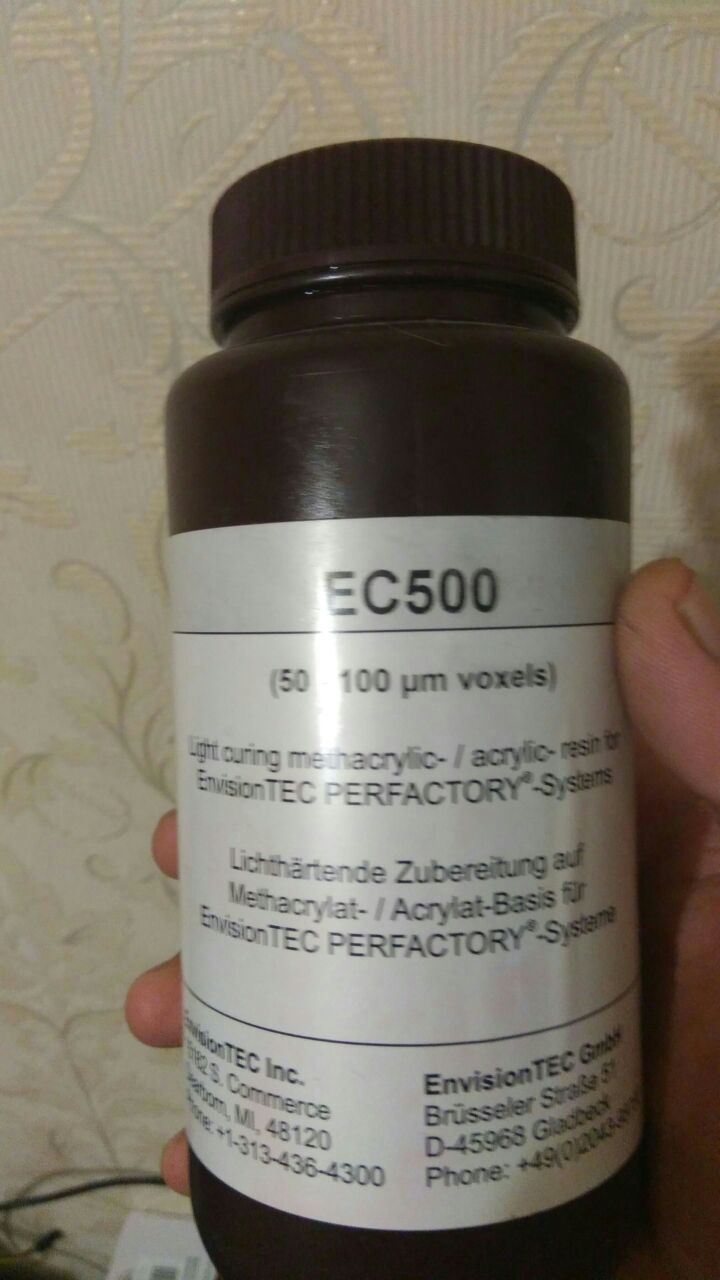 EC500
(50 - 100 µm voxels)
Light curing methacrylic- / acrylic- resin for
EnvisionTEC PERFACTORY®-Systems
Lichthärtende Zubereitung auf
Methacrylat- / Acrylat-Basis für
EnvisionTEC PERFACTORY®-Systeme
EnvisionTEC Inc.
S. Commerce
MI, 48120
Phone: +1-313-436-4300
EnvisionTEC GmbH
Brüsseler Straße 51
D-45968 Gladbeck
Phone: +49(0)2043-